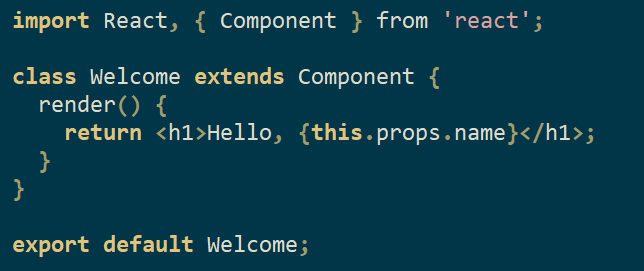 import React, { Component } from 'react';
class Welcome extends Component {
render() {
return <h1>Hello, {this.props.name}</h1>;
}
}
export default Welcome;